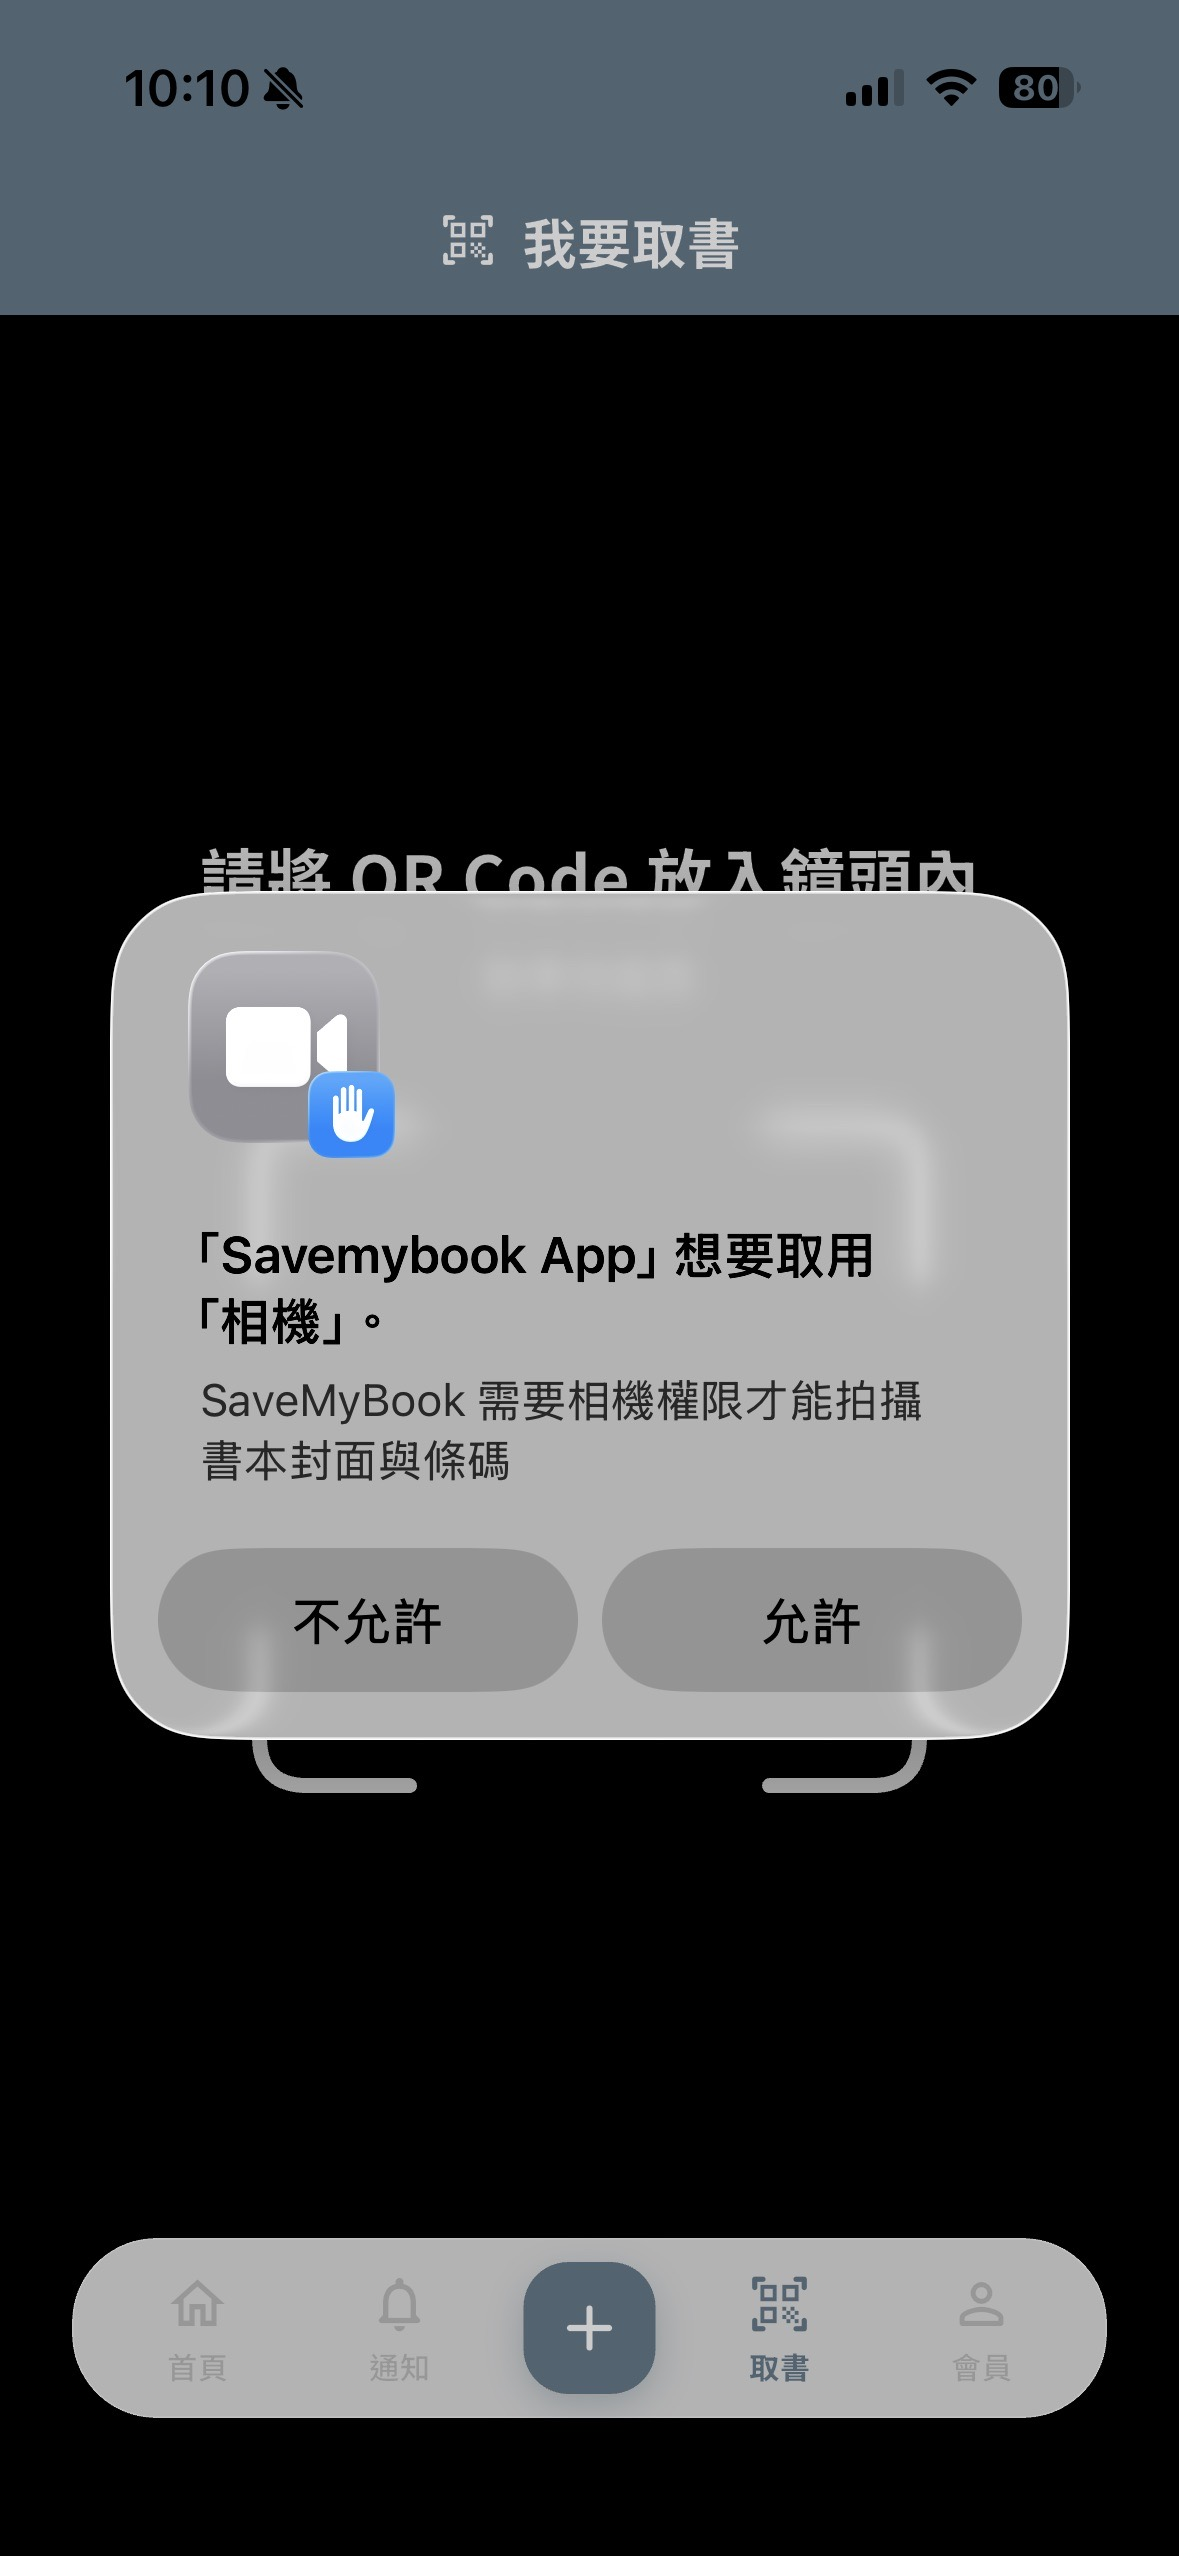 10:10
80
我要取書
請將 QR Code 放入鏡頭內
「Savemybook App」想要取用
「相機」。
SaveMyBook 需要相機權限才能拍攝
書本封面與條碼
不允許
允許
首頁
通知
取書
會員